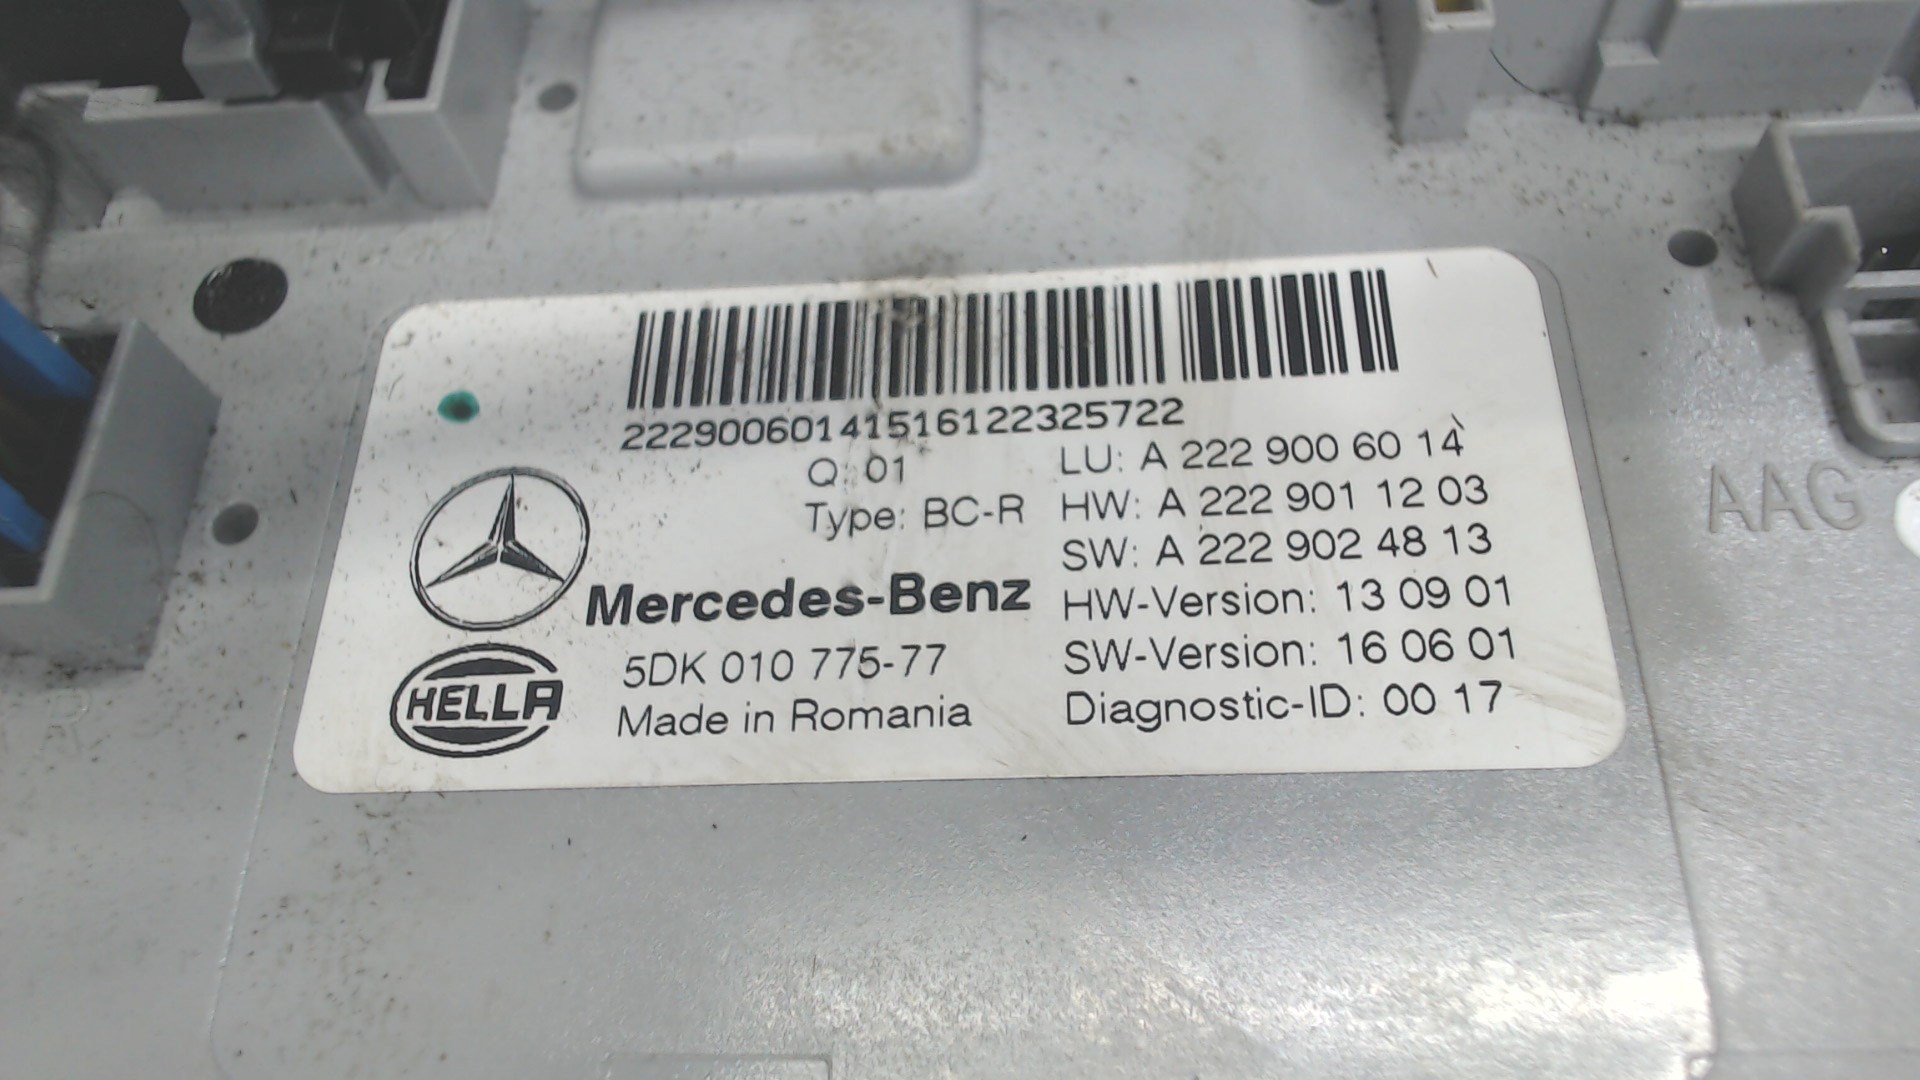 2229006014151612232​5722
Q: 01
Type: BC-R
LU: A 222 900 60 14
HW: A 222 901 12 03
SW: A 222 902 48 13
HW-Version: 13 09 01
SW-Version: 16 06 01
Diagnostic-ID: 00 17
Mercedes-Benz
HELLA
5DK 010 775-77
Made in Romania
AAG